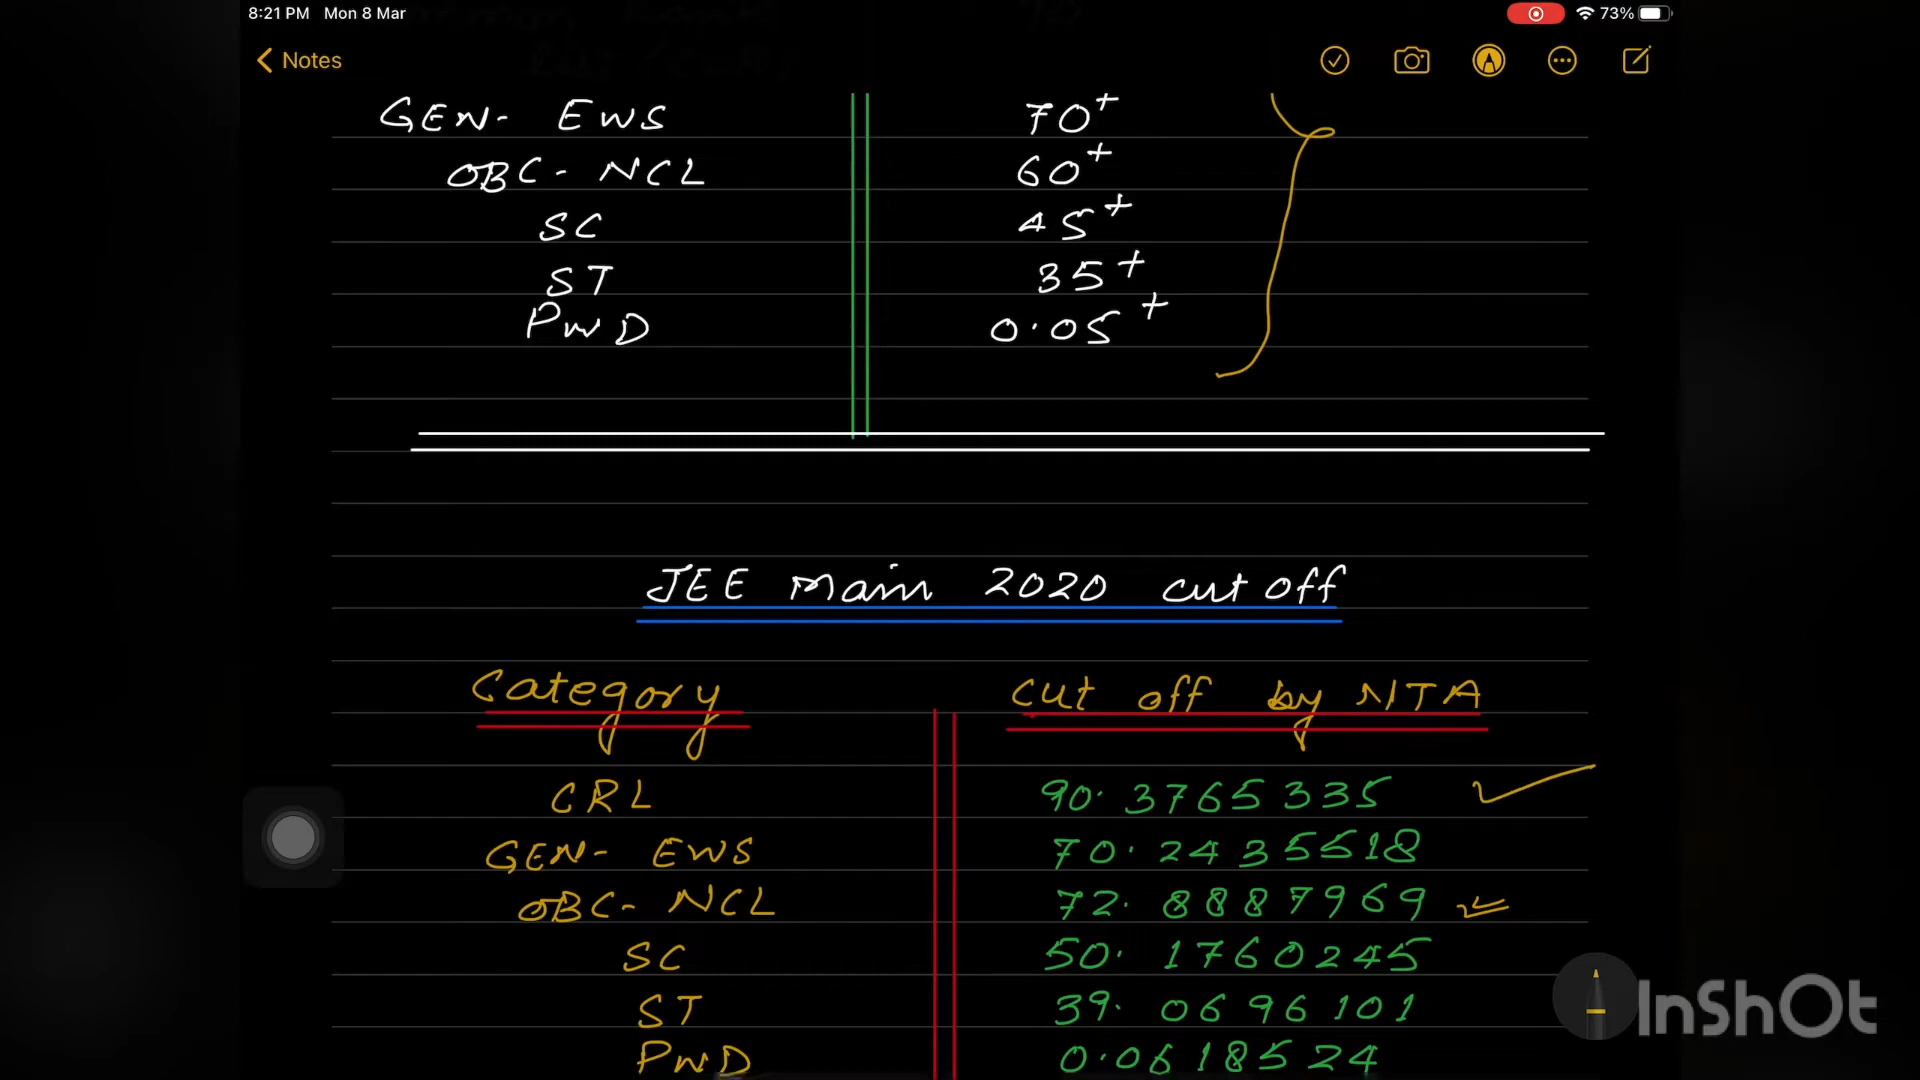 8:21 PM Mon 8 Mar 73%
Notes
GEN- EWS 70+
OBC- NCL 60+
SC 45+
ST 35+
PWD 0.05+
JEE Main 2020 cut off
Category cut off by NTA
CRL 90.3765335
GEN- EWS 70.2435518
OBC- NCL 72.8887969
SC 50.1760245
ST 39.0696101
PWD 0.0618524
InShOt